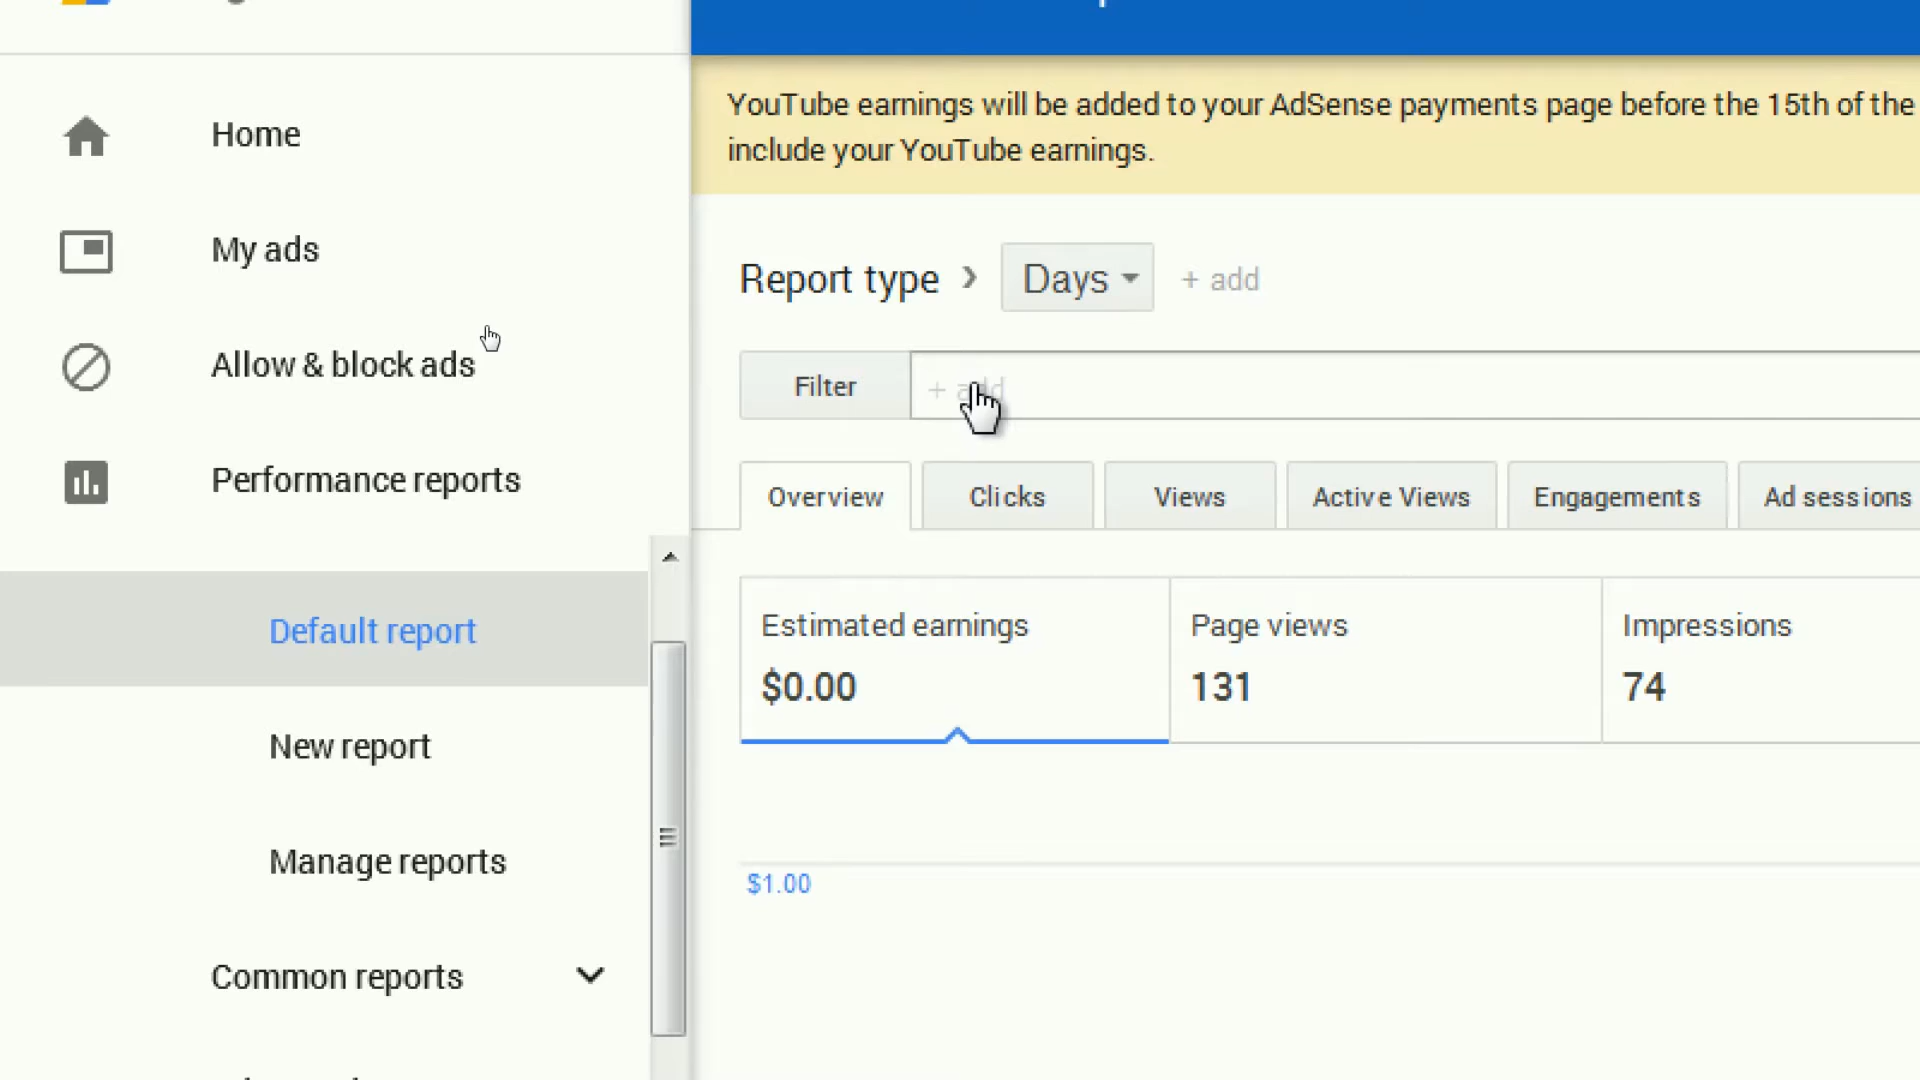 Home
My ads
Allow & block ads
Performance reports
Default report
New report
Manage reports
Common reports
YouTube earnings will be added to your AdSense payments page before the 15th of the
include your YouTube earnings.
Report type › Days + add
Filter + add
Overview Clicks Views Active Views Engagements Ad sessions
Estimated earnings Page views Impressions
$0.00 131 74
$1.00